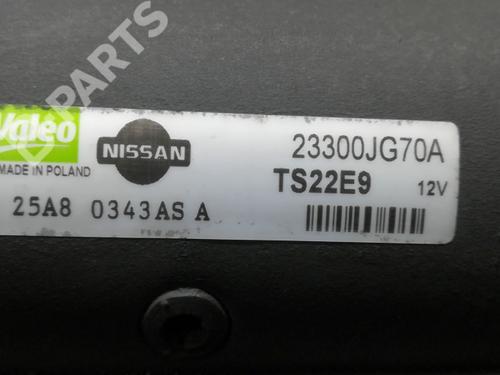 B-PARTS
Valeo
NISSAN
23300JG70A
MADE IN POLAND
TS22E9 12V
25A8 0343AS A